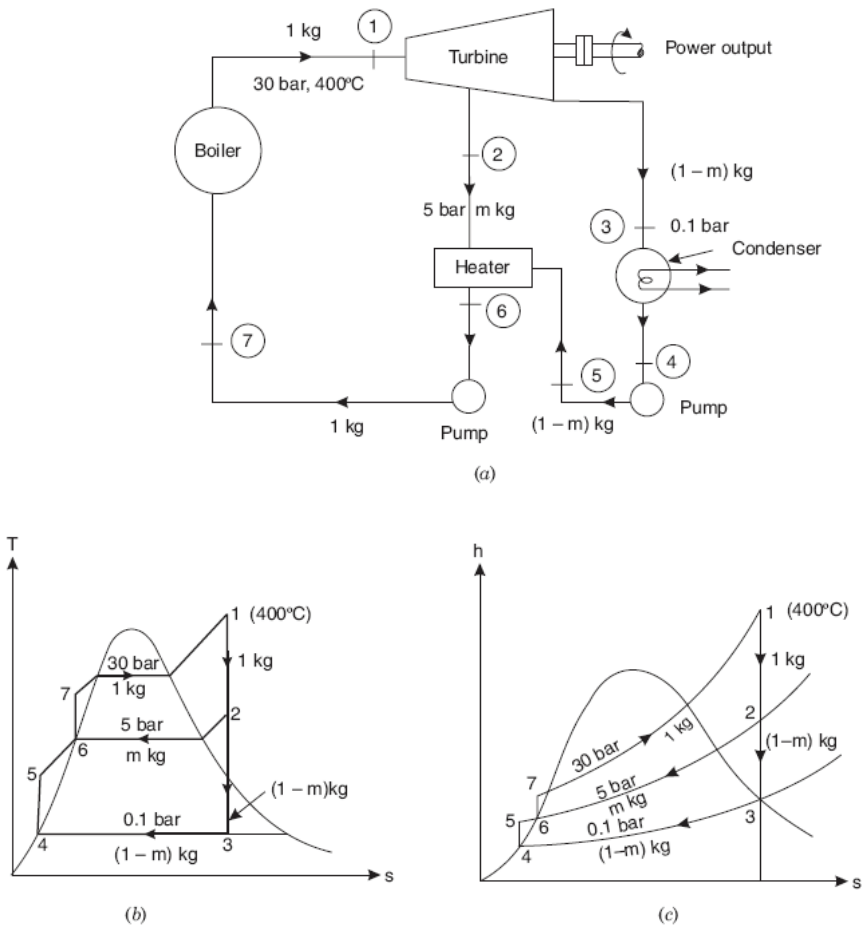 1 kg
1
30 bar, 400ºC
Turbine
Power output
Boiler
2
5 bar m kg
(1 – m) kg
3
0.1 bar
Condenser
Heater
6
7
5
4
Pump
1 kg
Pump
(1 – m) kg
(a)
T
1 (400ºC)
1 kg
30 bar
1 kg
7
2
5 bar
6
m kg
5
(1 – m)kg
0.1 bar
4
(1 – m) kg
3
s
(b)
h
1 (400ºC)
1 kg
2
30 bar
1 kg
(1–m) kg
7
5 bar
m kg
5
6
0.1 bar
3
4
(1–m) kg
s
(c)